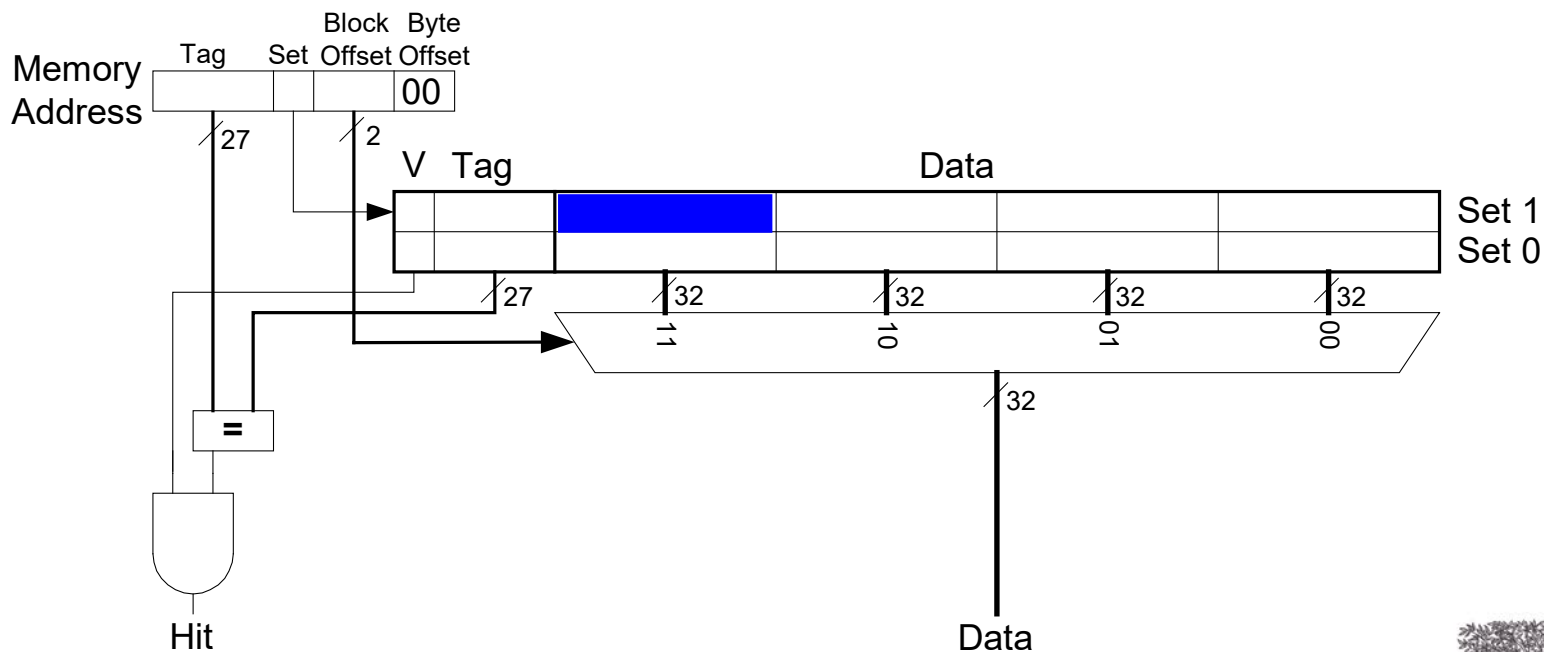 Block Byte
Tag Set Offset Offset
Memory
Address
00
27
2
V Tag Data
Set 1
Set 0
27 32 32 32 32
11 10 01 00
32
=
Hit
Data